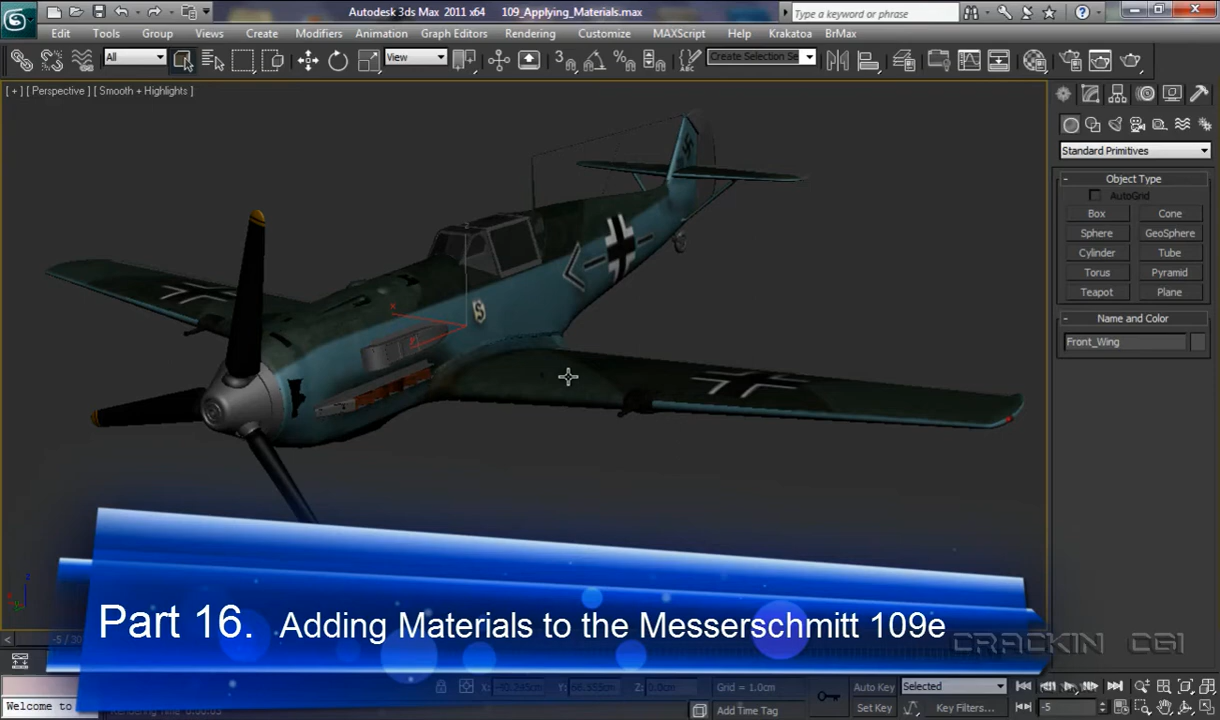 Autodesk 3ds Max 2011 x64 109_Applying_Materials.max Type a keyword or phrase
Edit Tools Group Views Create Modifiers Animation Graph Editors Rendering Customize MAXScript Help Krakatoa BrMax
All View Create Selection Se
[ + ] [ Perspective ] [ Smooth + Highlights ]
Standard Primitives
- Object Type
AutoGrid
Box Cone
Sphere GeoSphere
Cylinder Tube
Torus Pyramid
Teapot Plane
- Name and Color
Front_Wing
S
Part 16. Adding Materials to the Messerschmitt 109e
CRACKIN CGI
Auto Key Selected
Set Key Key Filters... -5
Grid = 1.0cm
Add Time Tag
Welcome to